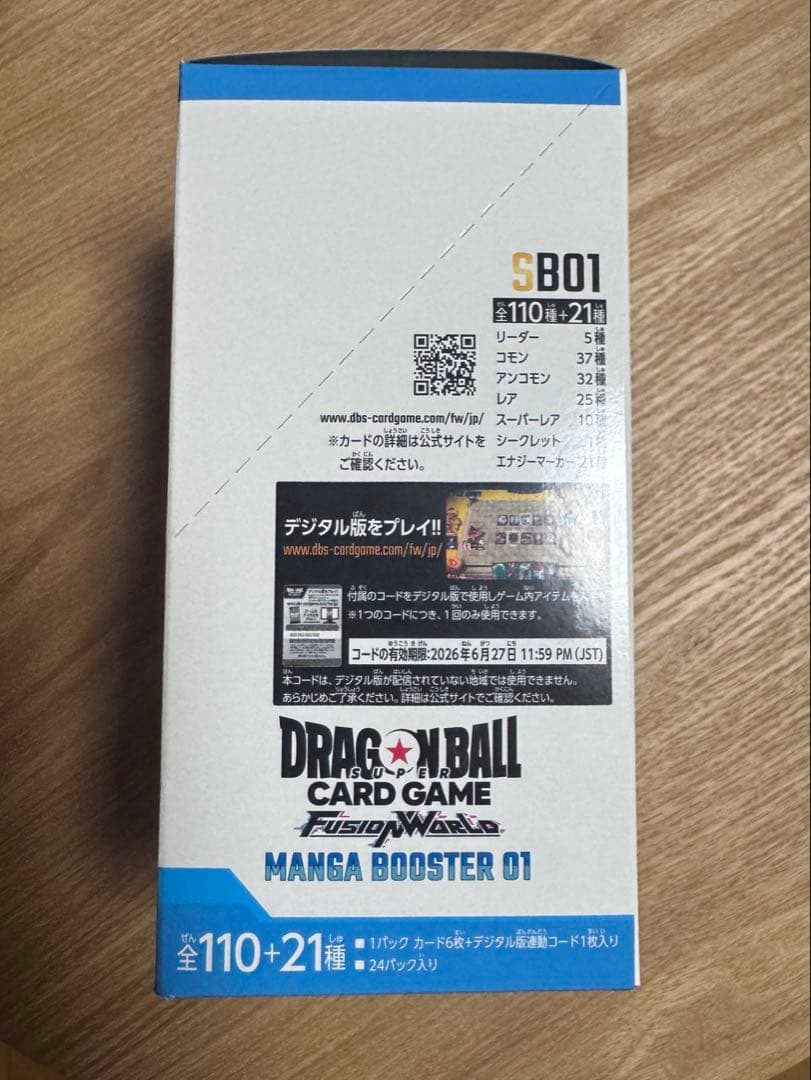 SB01
全110種+21種
リーダー 5種
コモン 37種
アンコモン 32種
レア 25種
スーパーレア 10種
シークレット
エナジーマーカー
www.dbs-cardgame.com/fw/jp/
※カードの詳細は公式サイトを
ご確認ください。
デジタル版をプレイ!!
www.dbs-cardgame.com/fw/jp/
付属のコードをデジタル版で使用しゲーム内アイテムを
※1つのコードにつき、1回のみ使用できます。
コードの有効期限:2026年6月27日 11:59 PM (JST)
本コードは、デジタル版が配信されていない地域では使用できません。
あらかじめご了承ください。詳細は公式サイトでご確認ください。
DRAGON BALL
SUPER
CARD GAME
FUSION WORLD
MANGA BOOSTER 01
全110+21種
■1パック カード6枚+デジタル版連動コード1枚入り
■24パック入り